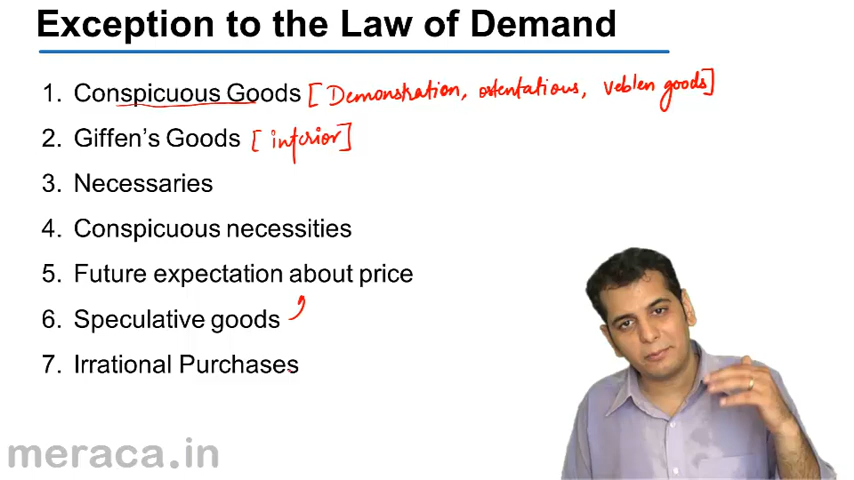 Exception to the Law of Demand
1. Conspicuous Goods [Demonstration, ostentatious, veblen goods]
2. Giffen's Goods [inferior]
3. Necessaries
4. Conspicuous necessities
5. Future expectation about price
6. Speculative goods
7. Irrational Purchases
meraca.in